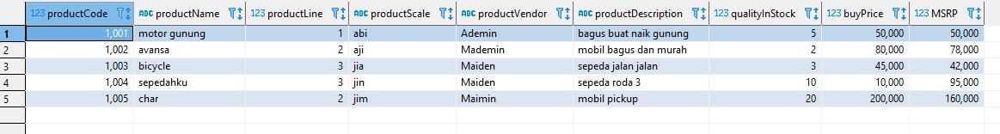 123 productCode ABC productName 123 productLine ABC productScale ABC productVendor ABC productDescription 123 qualityInStock 123 buyPrice 123 MSRP
1 1,001 motor gunung 1 abi Ademin bagus buat naik gunung 5 50,000 50,000
2 1,002 avansa 2 aji Mademin mobil bagus dan murah 2 80,000 78,000
3 1,003 bicycle 3 jia Maiden sepeda jalan jalan 3 45,000 42,000
4 1,004 sepedahku 3 jin Maiden sepeda roda 3 10 10,000 95,000
5 1,005 char 2 jim Maimin mobil pickup 20 200,000 160,000